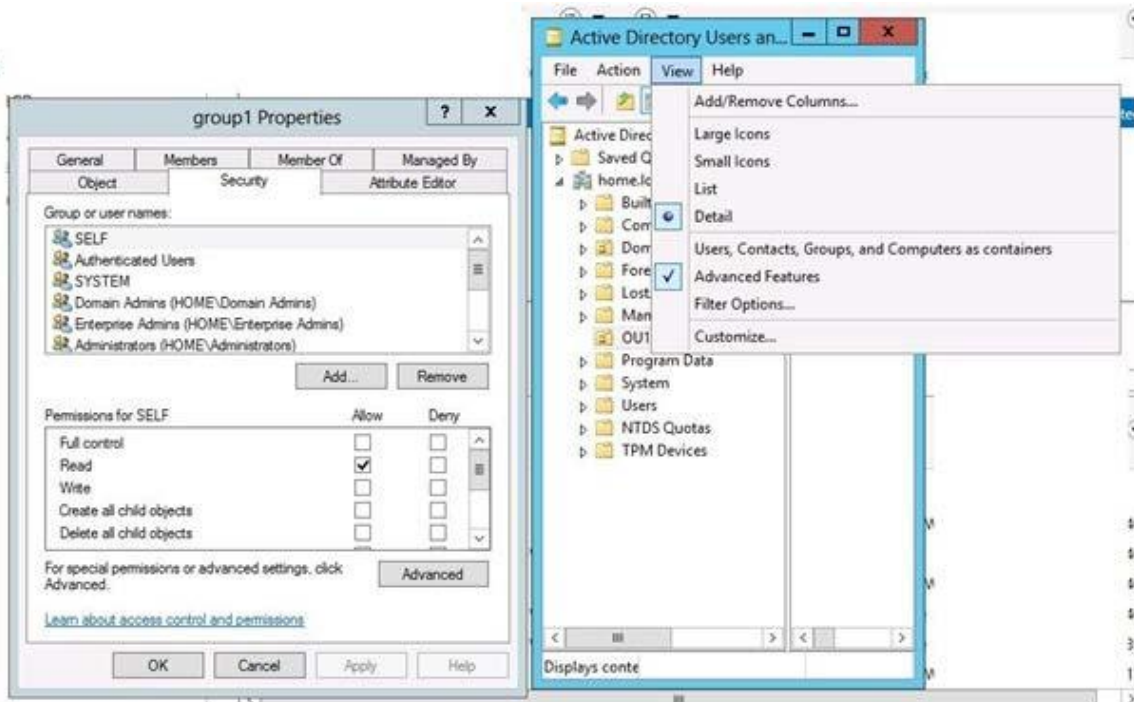 group1 Properties
? X
General Members Member Of Managed By
Object Security Attribute Editor
Group or user names:
SELF
Authenticated Users
SYSTEM
Domain Admins (HOME\Domain Admins)
Enterprise Admins (HOME\Enterprise Admins)
Administrators (HOME\Administrators)
Add... Remove
Permissions for SELF Allow Deny
Full control
Read
Write
Create all child objects
Delete all child objects
For special permissions or advanced settings, click
Advanced.
Advanced
Learn about access control and permissions
OK Cancel Apply Help
Active Directory Users an...
File Action View Help
Active Direc
Saved Q
home.lc
Built
Com
Dom
Fore
Lost
Man
OU1
Program Data
System
Users
NTDS Quotas
TPM Devices
Displays conte
Add/Remove Columns...
Large Icons
Small Icons
List
Detail
Users, Contacts, Groups, and Computers as containers
Advanced Features
Filter Options...
Customize...